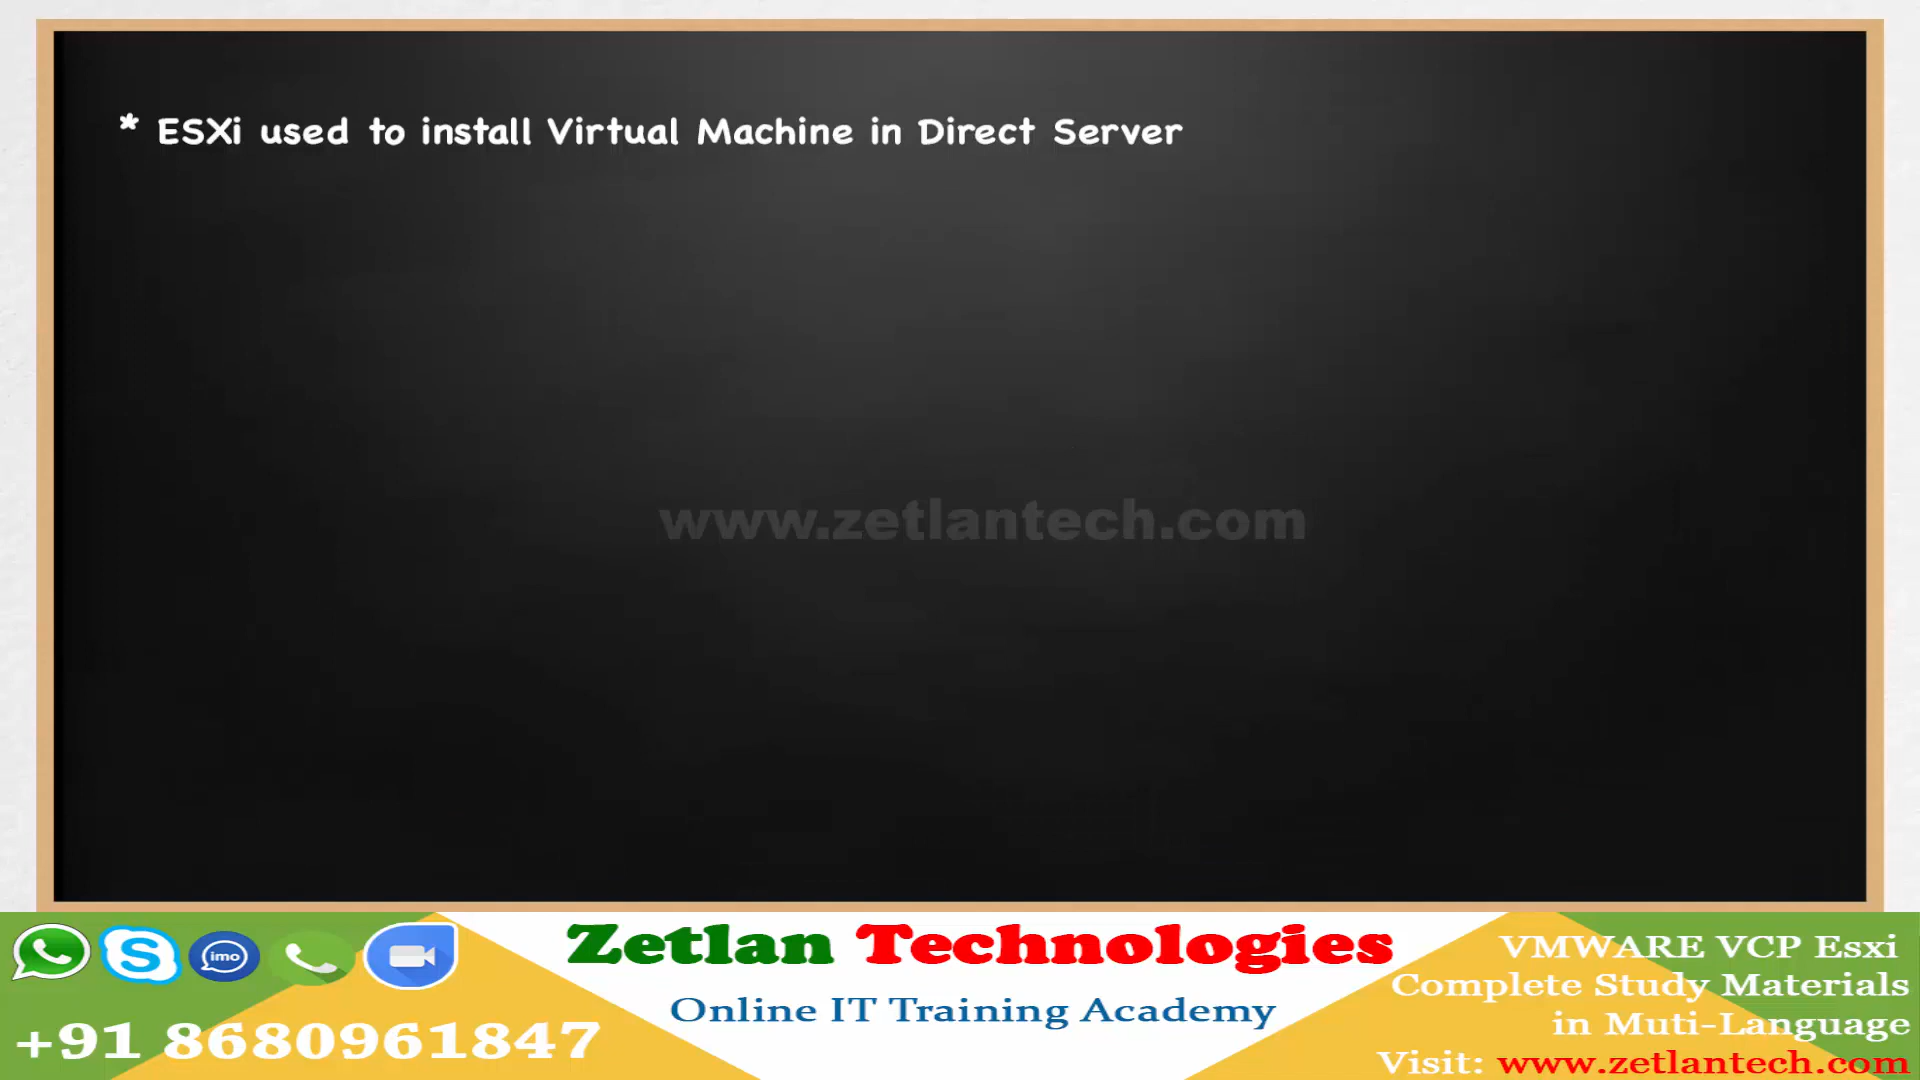 * ESXi used to install Virtual Machine in Direct Server
www.zetlantech.com
imo
+91 8680961847
Zetlan Technologies
Online IT Training Academy
VMWARE VCP Esxi
Complete Study Materials
in Muti-Language
Visit: www.zetlantech.com